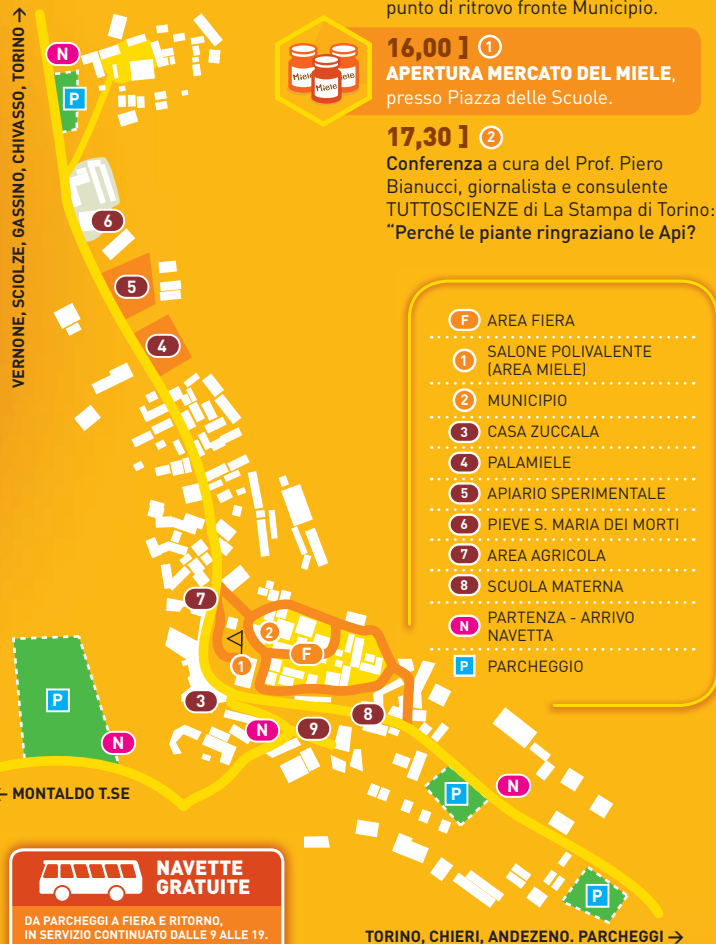 punto di ritrovo fronte Municipio.
16,00 ] 1
APERTURA MERCATO DEL MIELE,
presso Piazza delle Scuole.
Miele
Miele
iele
17,30 ] 2
Conferenza a cura del Prof. Piero
Bianucci, giornalista e consulente
TUTTOSCIENZE di La Stampa di Torino:
“Perché le piante ringraziano le Api?
VERNONE, SCIOLZE, GASSINO, CHIVASSO, TORINO →
N
P
6
5
4
7
2
F
1
3
N
9
8
P
N
P
N
P
F AREA FIERA
1 SALONE POLIVALENTE
(AREA MIELE)
2 MUNICIPIO
3 CASA ZUCCALA
4 PALAMIELE
5 APIARIO SPERIMENTALE
6 PIEVE S. MARIA DEI MORTI
7 AREA AGRICOLA
8 SCUOLA MATERNA
N PARTENZA - ARRIVO
NAVETTA
P PARCHEGGIO
← MONTALDO T.SE
NAVETTE
GRATUITE
DA PARCHEGGI A FIERA E RITORNO,
IN SERVIZIO CONTINUATO DALLE 9 ALLE 19.
TORINO, CHIERI, ANDEZENO. PARCHEGGI →